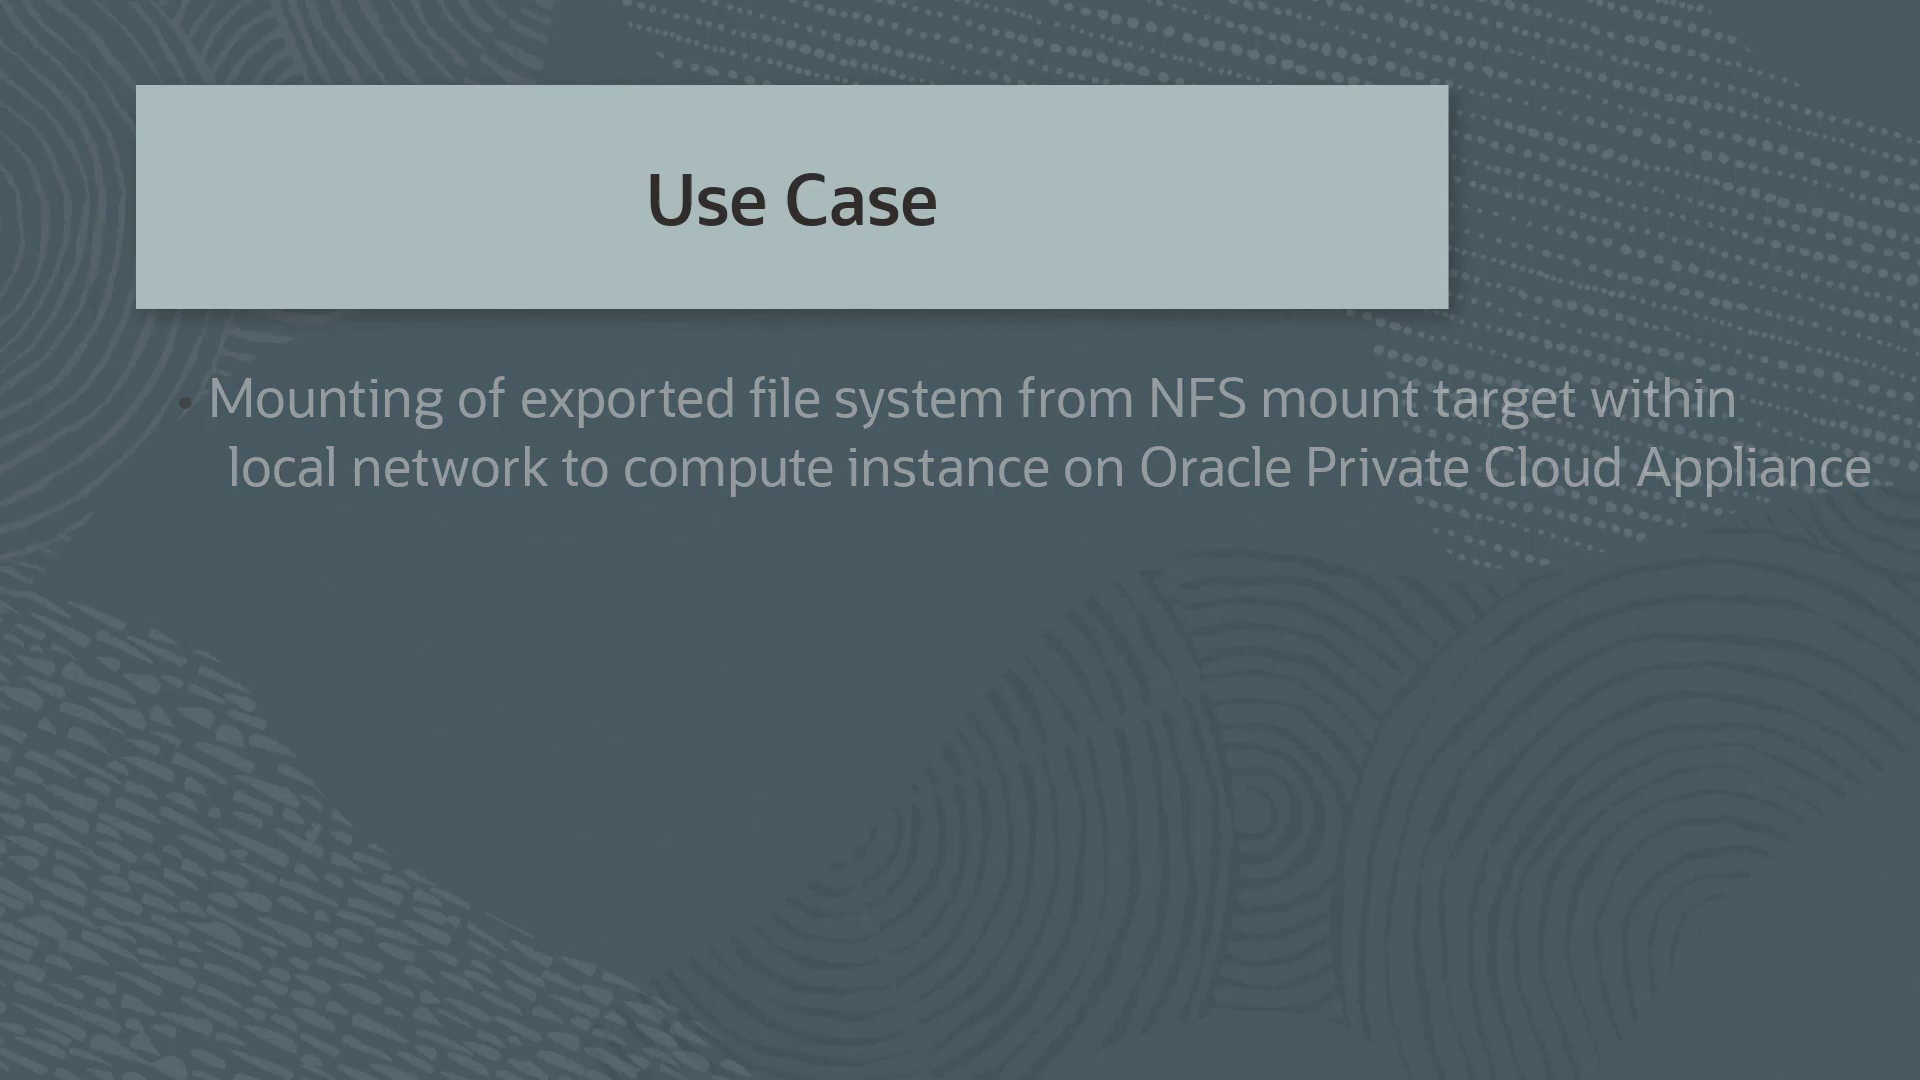 Use Case
• Mounting of exported file system from NFS mount target within
local network to compute instance on Oracle Private Cloud Appliance